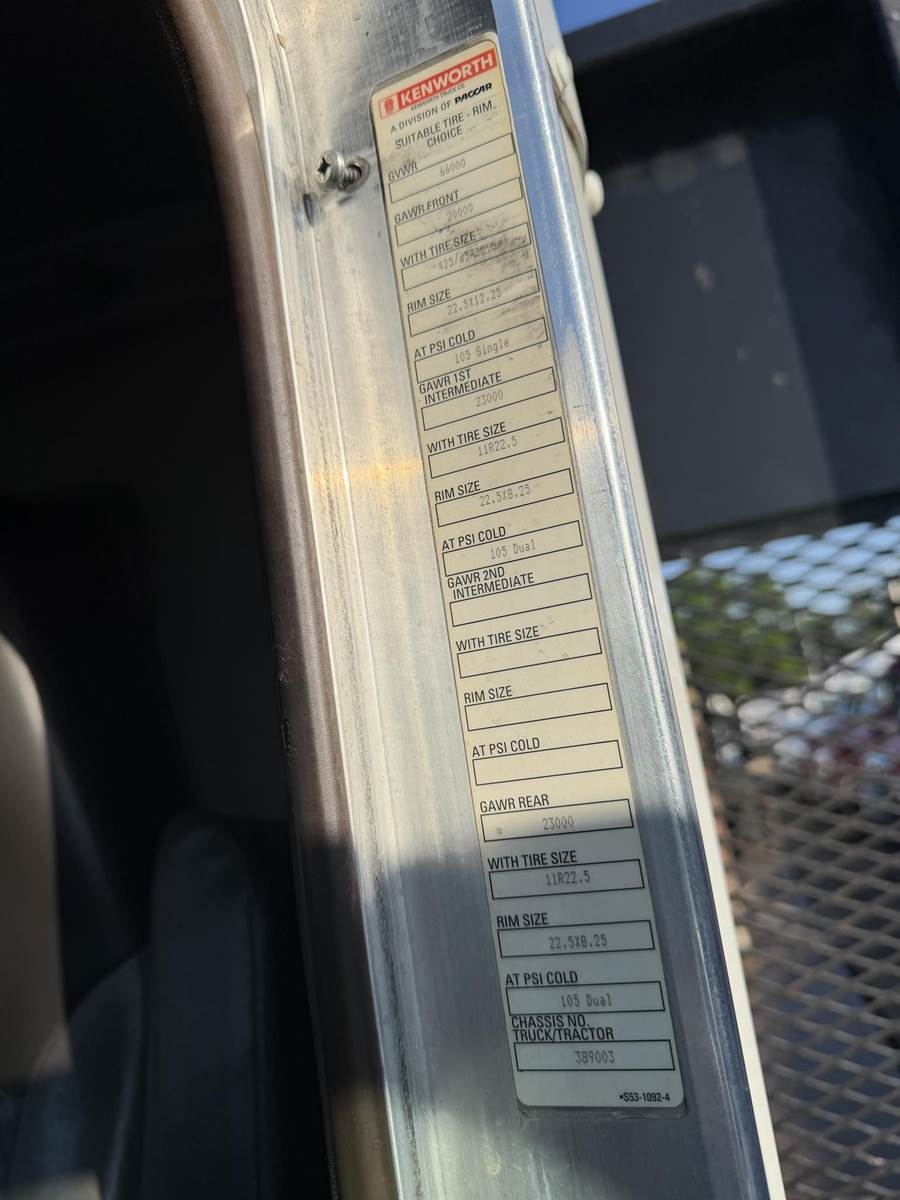 KENWORTH
KENWORTH TRUCK CO.
A DIVISION OF PACCAR
SUITABLE TIRE - RIM
CHOICE
GVWR
66000
GAWR FRONT
20000
WITH TIRE SIZE
RIM SIZE
22.5X12.25
AT PSI COLD
105 Single
GAWR 1ST
INTERMEDIATE
23000
WITH TIRE SIZE
11R22.5
RIM SIZE
22.5X8.25
AT PSI COLD
105 Dual
GAWR 2ND
INTERMEDIATE
WITH TIRE SIZE
RIM SIZE
AT PSI COLD
GAWR REAR
23000
WITH TIRE SIZE
11R22.5
RIM SIZE
22.5X8.25
AT PSI COLD
105 Dual
CHASSIS NO.
TRUCK/TRACTOR
3B9003
•S53-1092-4